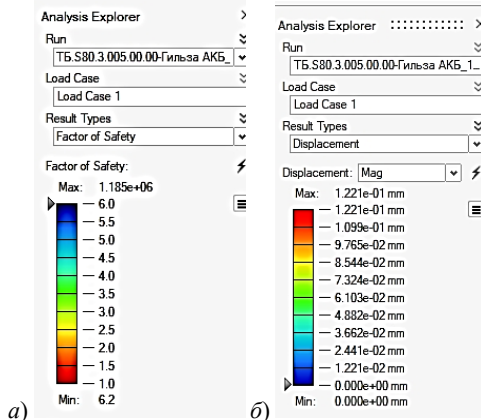 Analysis Explorer
Run
ТБ.S80.3.005.00.00-Гильза АКБ_
Load Case
Load Case 1
Result Types
Factor of Safety
Factor of Safety:
Max: 1.185e+06
6.0
5.5
5.0
4.5
4.0
3.5
3.0
2.5
2.0
1.5
1.0
Min: 6.2
а)
Analysis Explorer
Run
ТБ.S80.3.005.00.00-Гильза АКБ_1...
Load Case
Load Case 1
Result Types
Displacement
Displacement: Mag
Max: 1.221e-01 mm
1.221e-01 mm
1.099e-01 mm
9.765e-02 mm
8.544e-02 mm
7.324e-02 mm
6.103e-02 mm
4.882e-02 mm
3.662e-02 mm
2.441e-02 mm
1.221e-02 mm
0.000e+00 mm
Min: 0.000e+00 mm
б)